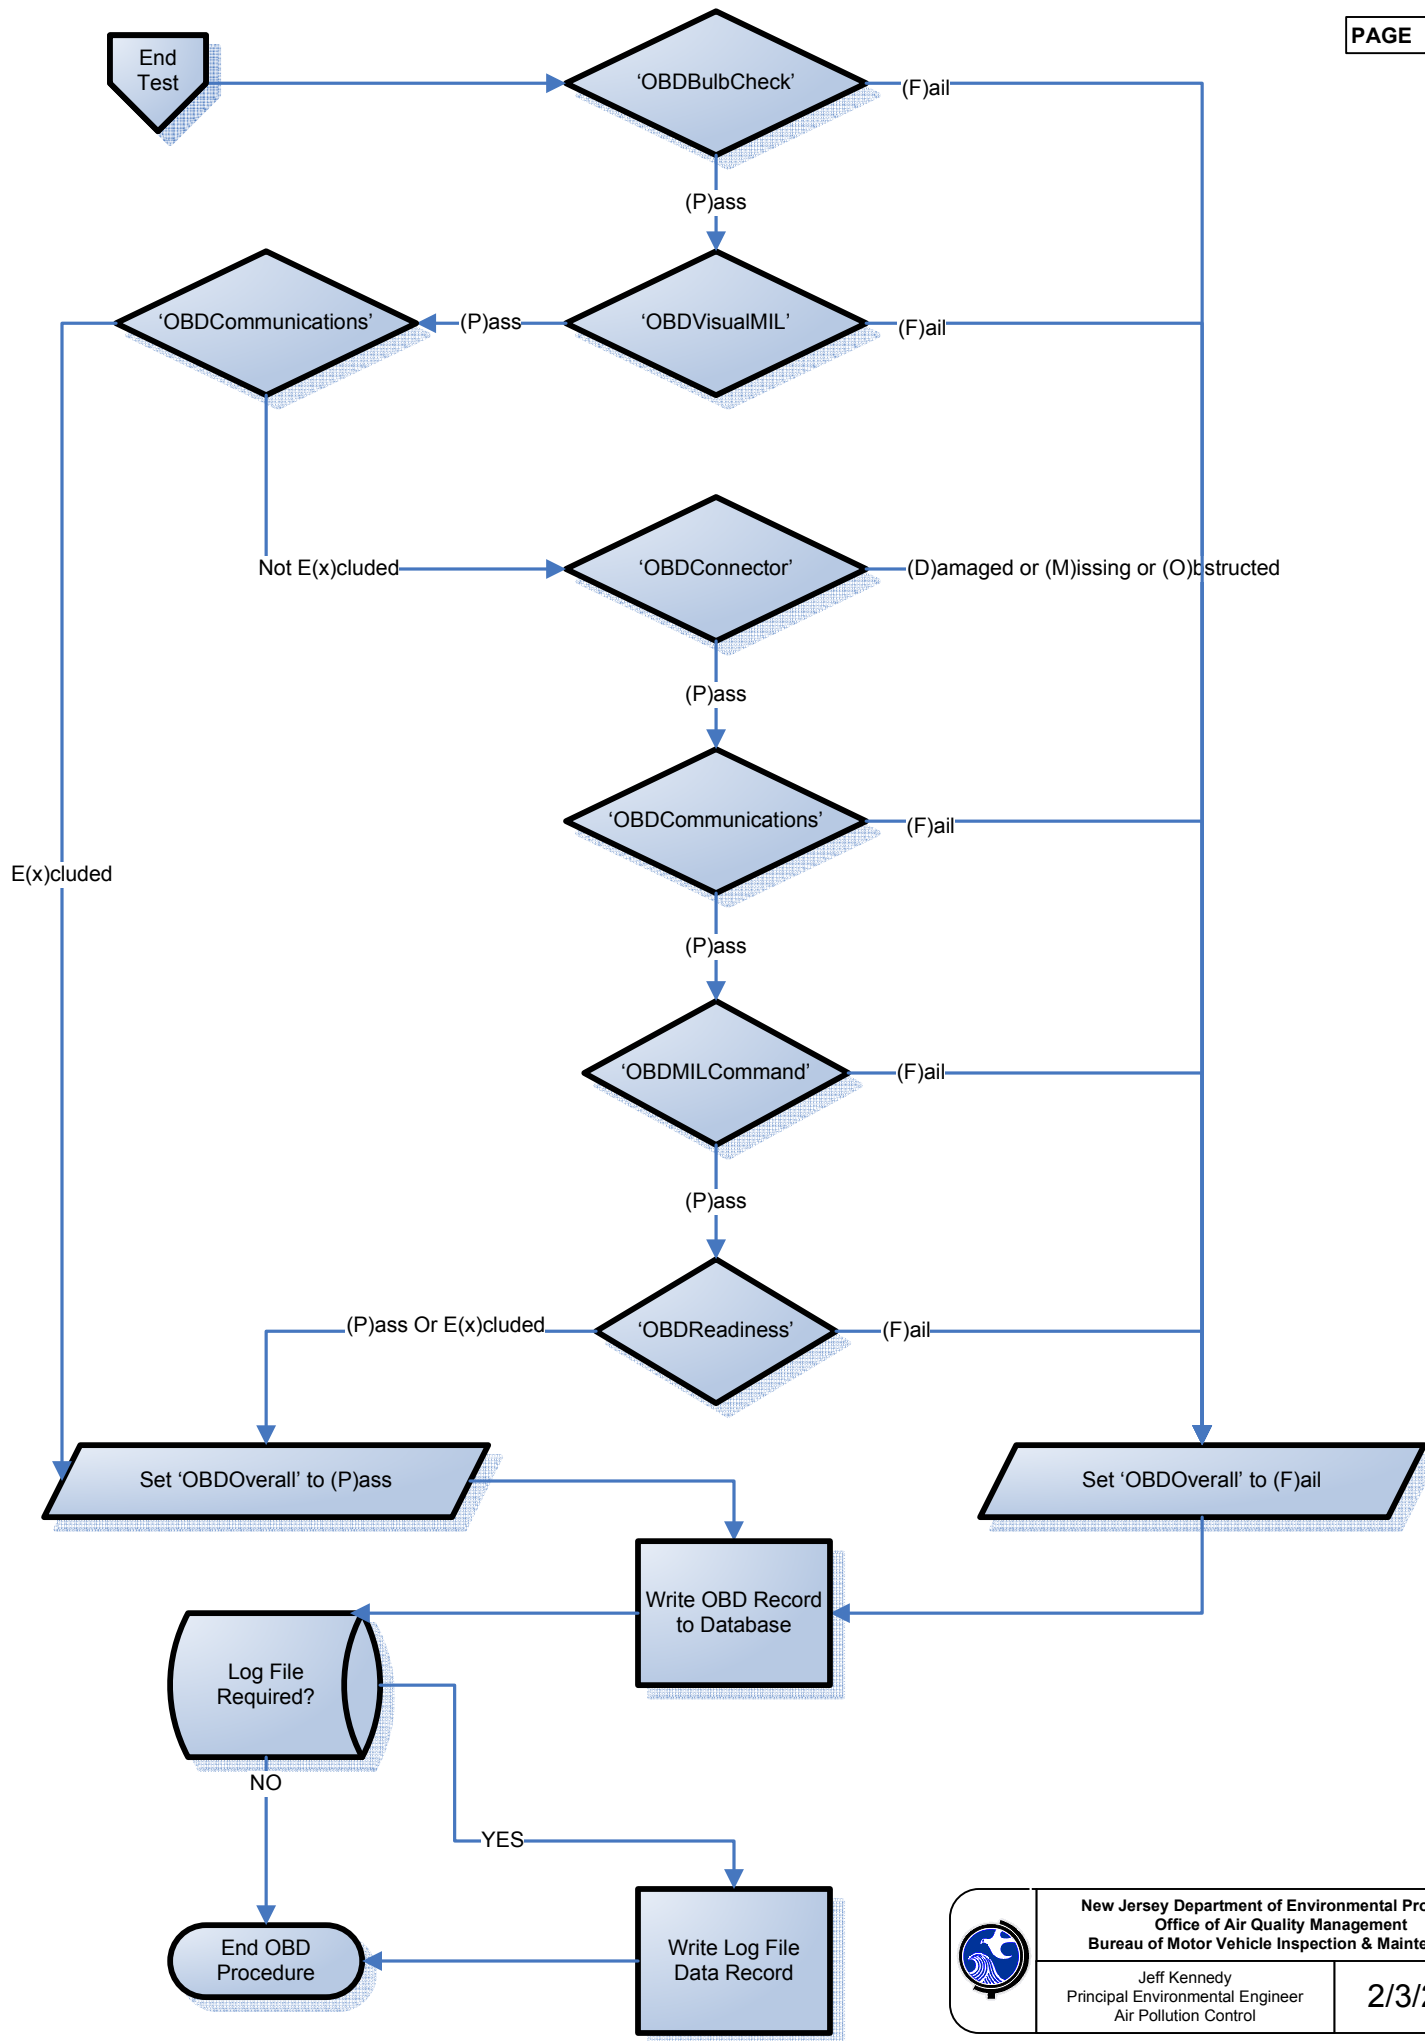 PAGE
End
Test
‘OBDBulbCheck’
(F)ail
(P)ass
‘OBDCommunications’
(P)ass
‘OBDVisualMIL’
(F)ail
Not E(x)cluded
‘OBDConnector’
(D)amaged or (M)issing or (O)bstructed
(P)ass
‘OBDCommunications’
(F)ail
E(x)cluded
(P)ass
‘OBDMILCommand’
(F)ail
(P)ass
(P)ass Or E(x)cluded
‘OBDReadiness’
(F)ail
Set ‘OBDOverall’ to (P)ass
Set ‘OBDOverall’ to (F)ail
Write OBD Record
to Database
Log File
Required?
NO
YES
End OBD
Procedure
Write Log File
Data Record
New Jersey Department of Environmental Pro
Office of Air Quality Management
Bureau of Motor Vehicle Inspection & Mainte
Jeff Kennedy
Principal Environmental Engineer
Air Pollution Control
2/3/2